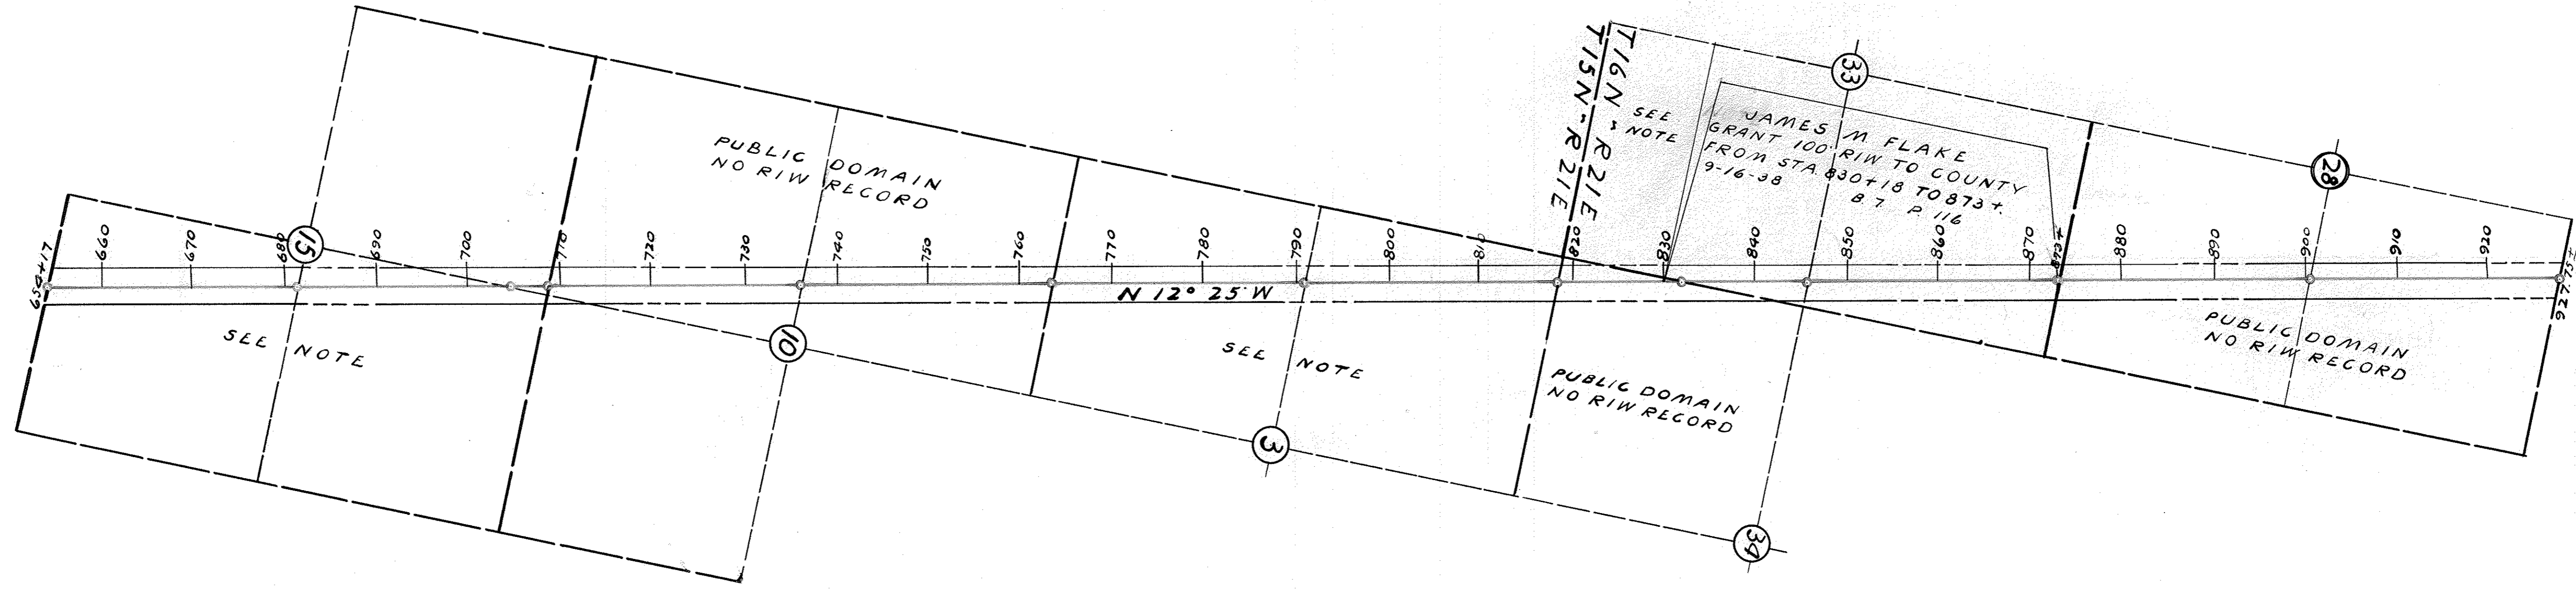 654+17
660
670
680
15
690
700
710
720
730
740
750
760
770
780
790
800
810
820
830
840
850
860
870
873+
880
890
900
910
920
927.75±
SEE NOTE
PUBLIC DOMAIN
NO R/W RECORD
10
N 12° 25' W
SEE NOTE
3
T16N, R21E
T15N-R21E
SEE
NOTE
33
JAMES M FLAKE
GRANT 100' R/W TO COUNTY
FROM STA. 830+18 TO 873+.
9-16-38
B7 P. 116
PUBLIC DOMAIN
NO R/W RECORD
34
28
PUBLIC DOMAIN
NO R/W RECORD